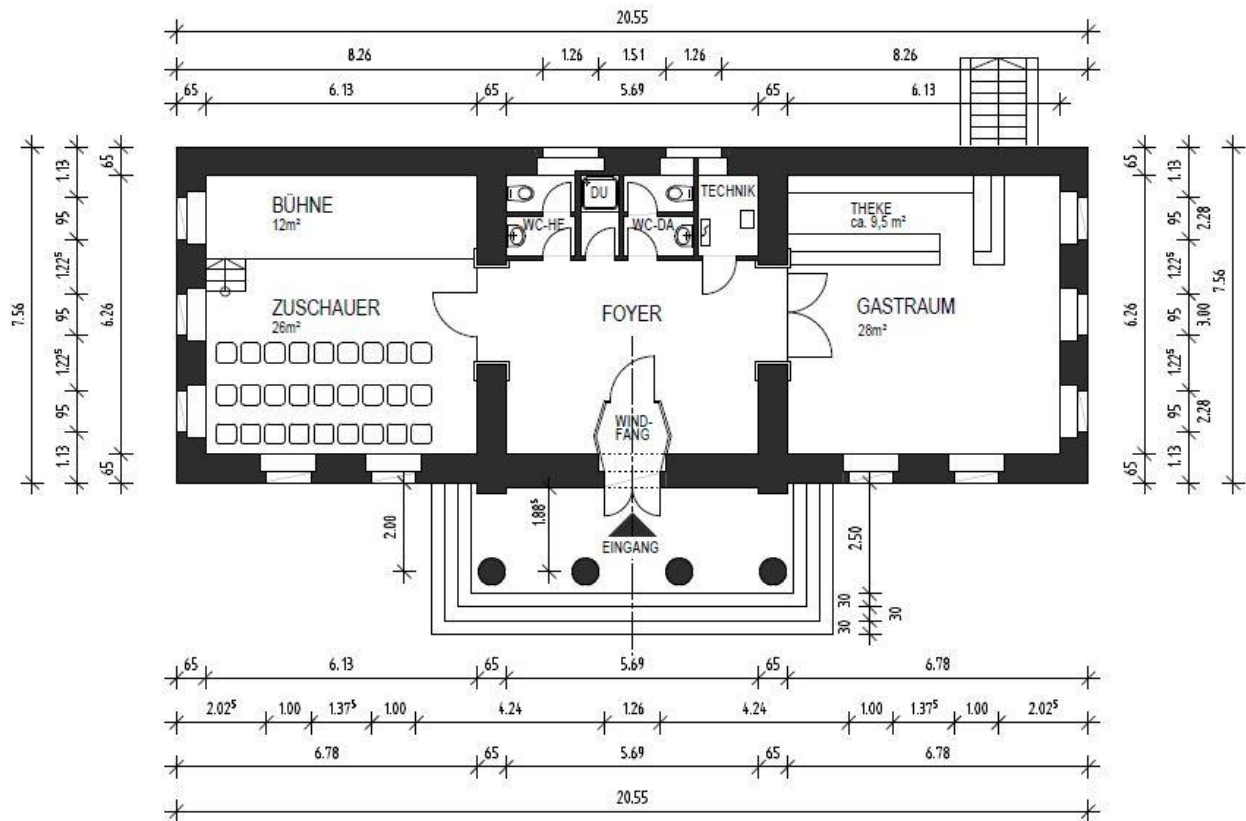 20.55
8.26 1.26 1.51 1.26 8.26
65 6.13 65 5.69 65 6.13
7.56
1.13 95 1.22⁵ 95 1.22⁵ 95 1.13
65 6.26 65
BÜHNE
12m²
ZUSCHAUER
26m²
WC-HE
DU
WC-DA
TECHNIK
FOYER
WIND-
FANG
EINGANG
THEKE
ca. 9,5 m²
GASTRAUM
28m²
65 6.26 65
1.13 95 1.22⁵ 95 1.22⁵ 95 1.13
2.28 3.00 2.28
7.56
2.00
1.88⁵
2.50
30
30
30
65 6.13 65 5.69 65 6.78
2.02⁵ 1.00 1.37⁵ 1.00 4.24 1.26 4.24 1.00 1.37⁵ 1.00 2.02⁵
6.78 65 5.69 65 6.78
20.55